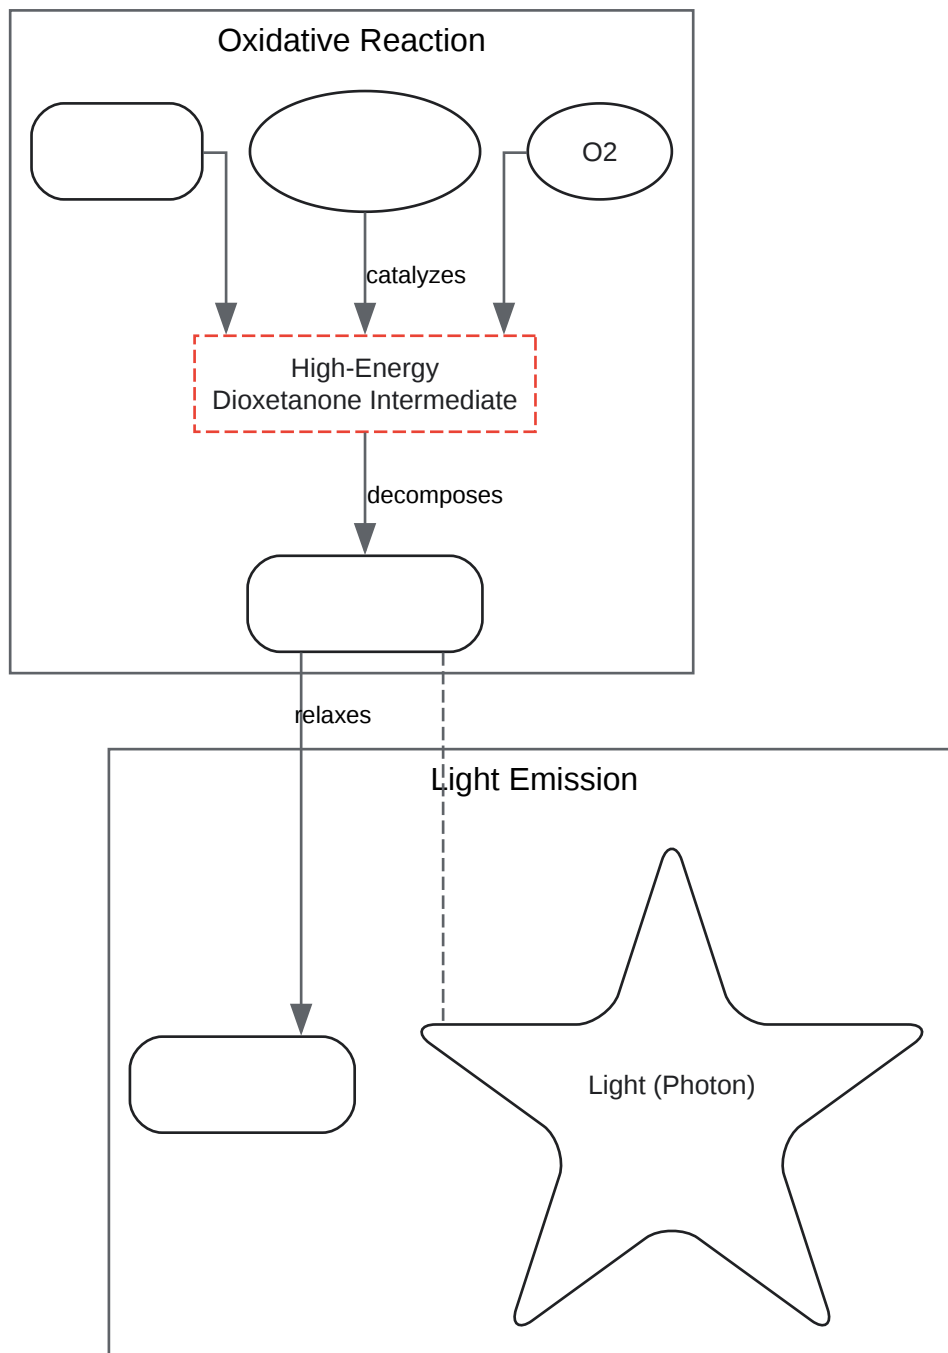 Oxidative Reaction
O2
catalyzes
High-Energy
Dioxetanone Intermediate
decomposes
relaxes
Light Emission
Light (Photon)